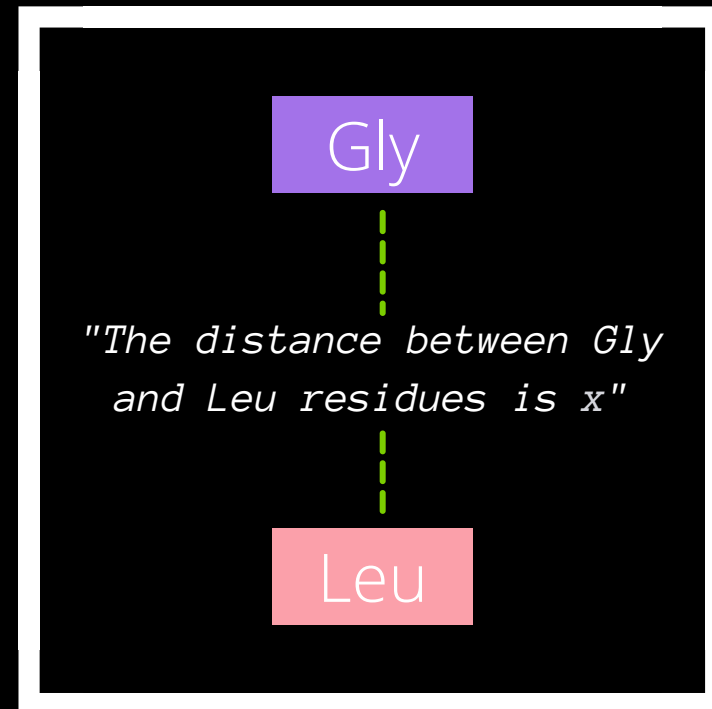 Gly
"The distance between Gly
and Leu residues is x"
Leu